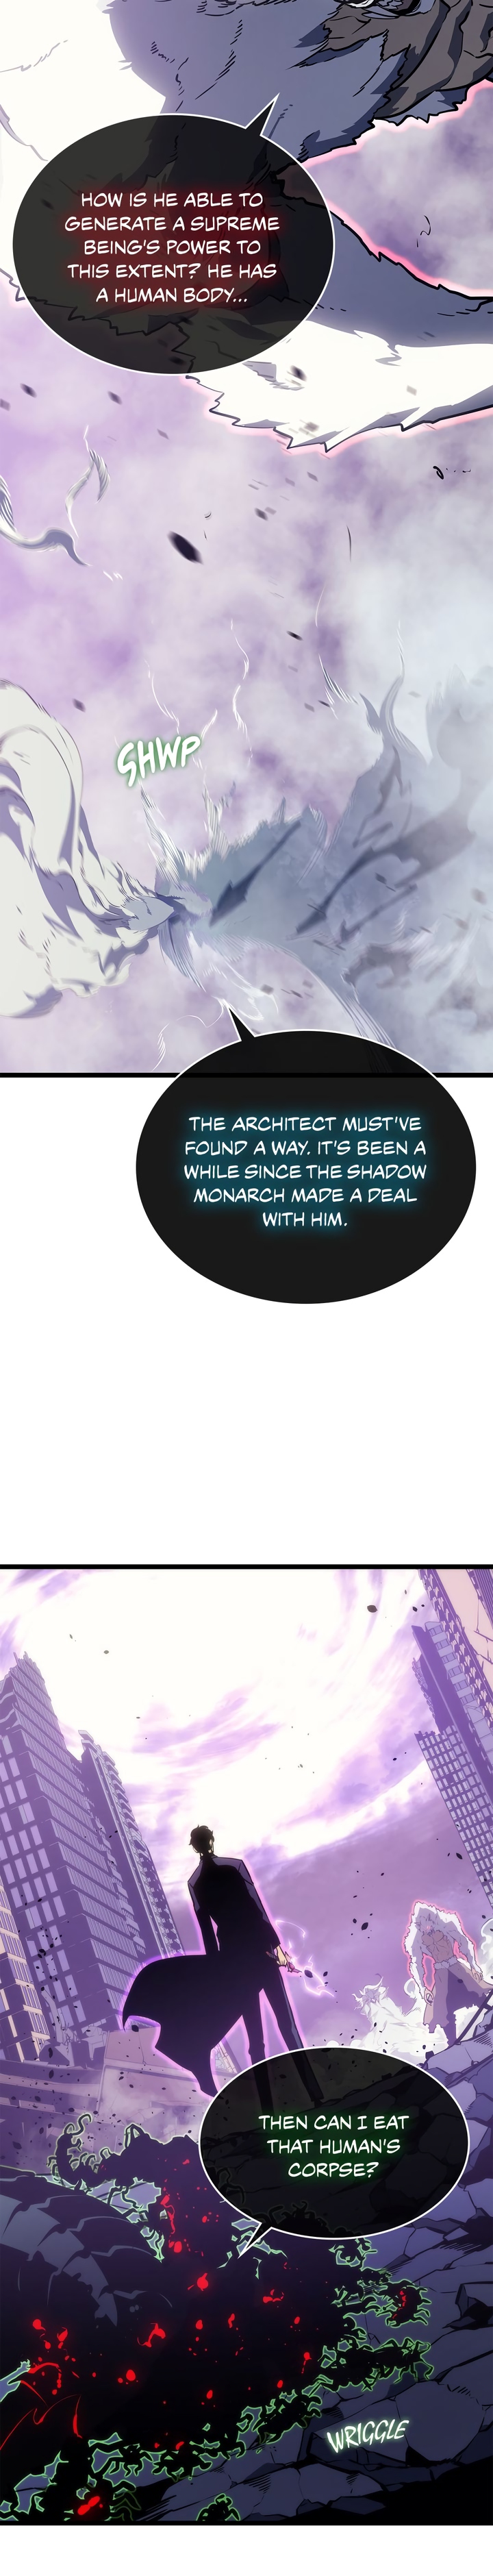 HOW IS HE ABLE TO
GENERATE A SUPREME
BEING'S POWER TO
THIS EXTENT? HE HAS
A HUMAN BODY...
SHWP
THE ARCHITECT MUST'VE
FOUND A WAY. IT'S BEEN A
WHILE SINCE THE SHADOW
MONARCH MADE A DEAL
WITH HIM.
THEN CAN I EAT
THAT HUMAN'S
CORPSE?
WRIGGLE